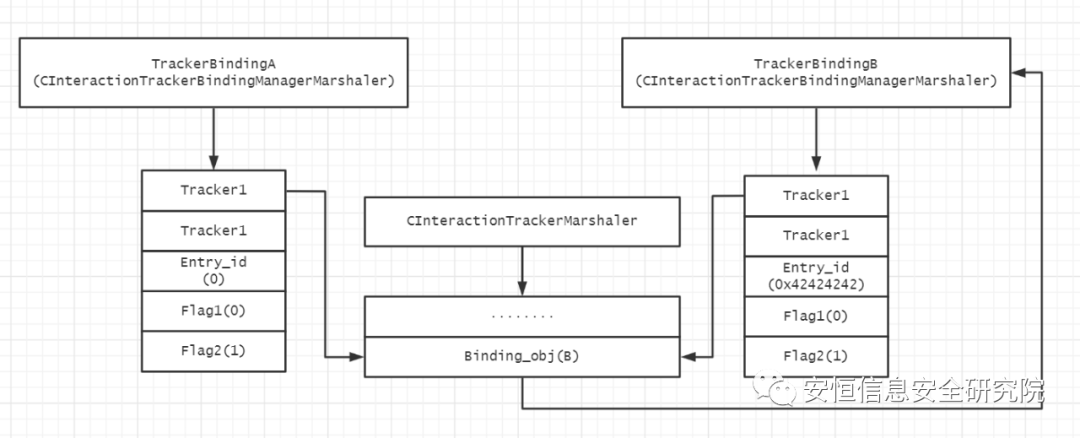 TrackerBindingA
(CInteractionTrackerBindingManagerMarshaler)
TrackerBindingB
(CInteractionTrackerBindingManagerMarshaler)
Tracker1
Tracker1
Entry_id
(0)
Flag1(0)
Flag2(1)
CInteractionTrackerMarshaler
........
Binding_obj(B)
Tracker1
Tracker1
Entry_id
(0x42424242)
Flag1(0)
Flag2(1)
安恒信息安全研究院